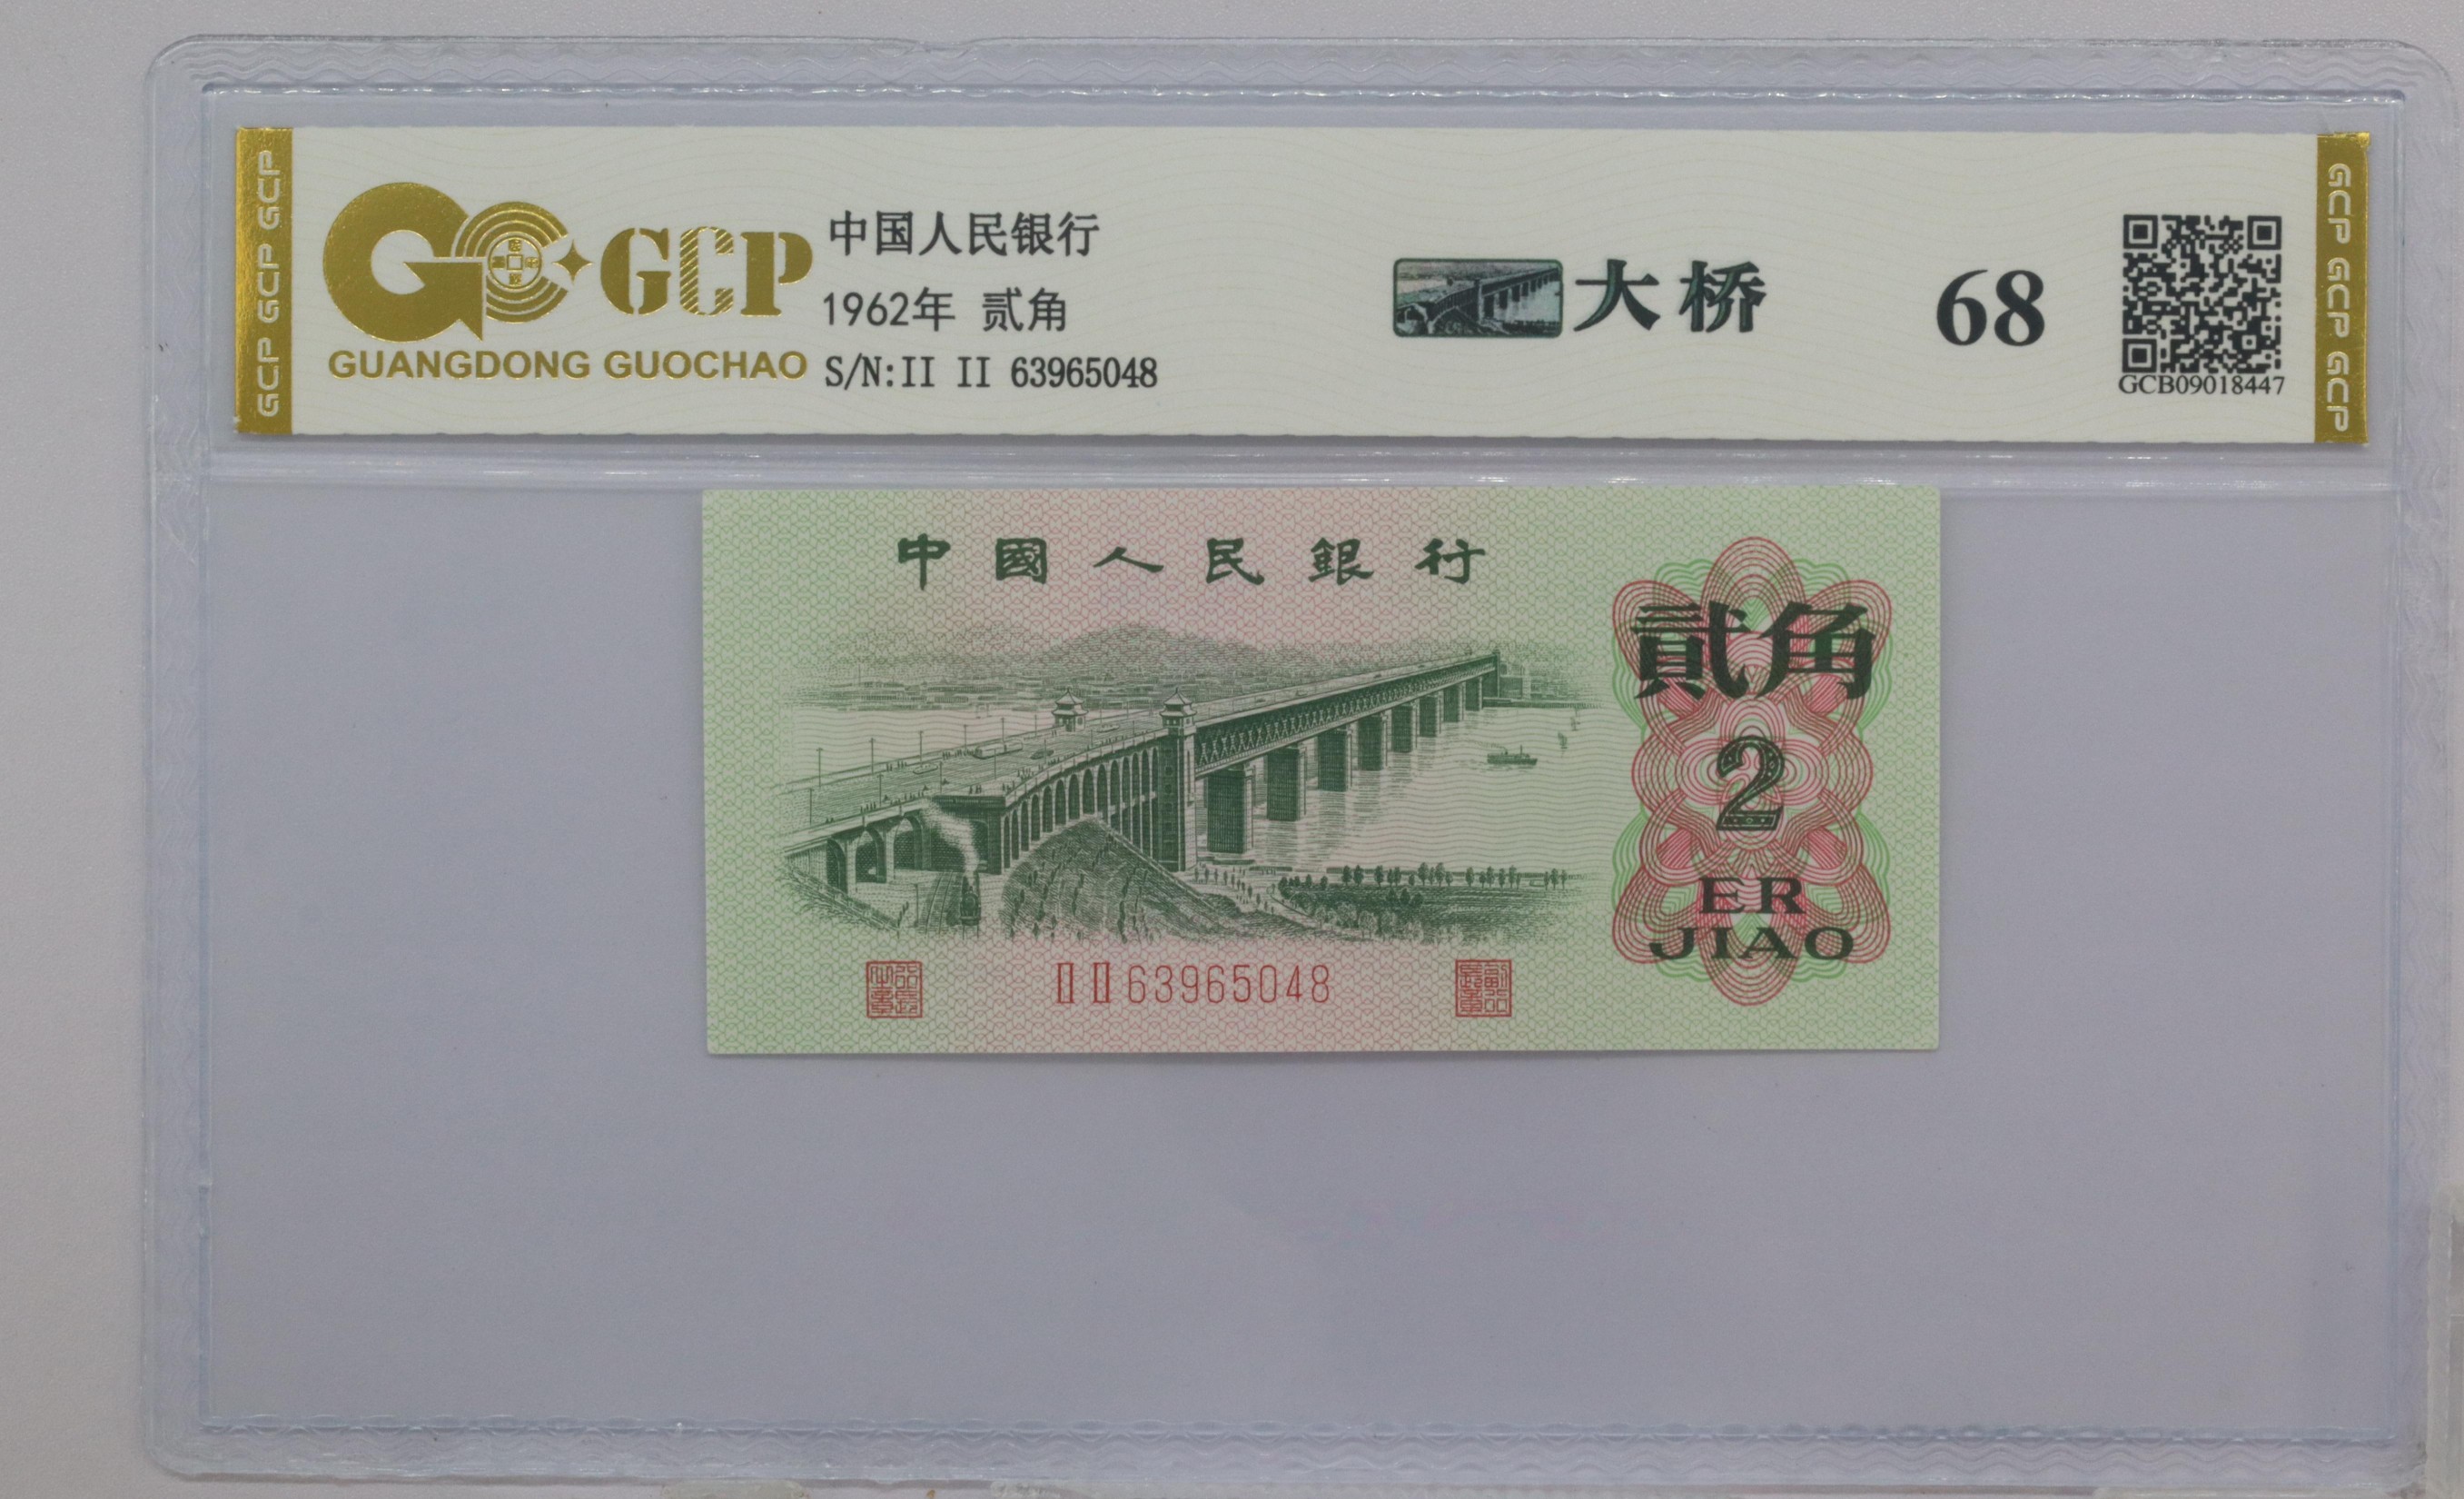 GCP GCP GCP
GCP
GUANGDONG GUOCHAO
中国人民银行
1962年 贰角
S/N:II II 63965048
大桥
68
GCB09018447
GCP GCP GCP
中國人民銀行
貳角
2
ER
JIAO
II II 63965048